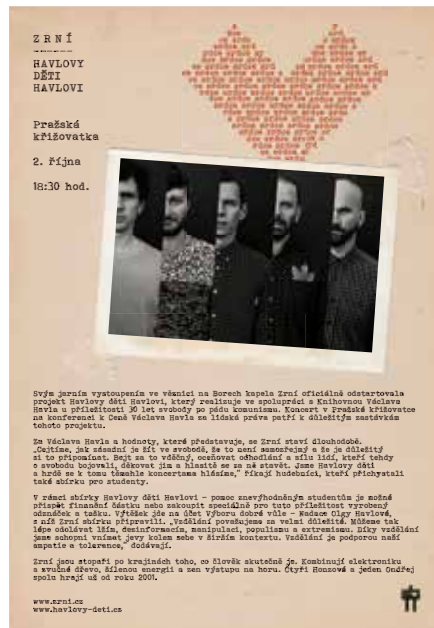 ZRNÍ
HAVLOVY
DĚTI
HAVLOVI
Pražská
křižovatka
2. října
18:30 hod.
Svým jarním vystoupením ve věznici na Borech kapela Zrní oficiálně odstartovala
projekt Havlovy děti Havlovi, který realizuje ve spolupráci s Knihovnou Václava
Havla u příležitosti 30 let svobody po pádu komunismu. Koncert v Pražské křižovatce
na konferenci k Ceně Václava Havla za lidská práva patří k důležitým zastávkám
tohoto projektu.
Za Václava Havla a hodnoty, které představuje, se Zrní staví dlouhodobě.
„Cejtíme, jak zásadní je žít ve svobodě, že to není samozřejmý a že je důležitý
si to připomínat. Bejt za to vděčný, oceňovat odhodlání a sílu lidí, kteří tehdy
o svobodu bojovali, děkovat jim a hlasitě se za ně stavět. Jsme Havlovy děti
a hrdě se k tomu těmahle koncertama hlásíme,“ říkají hudebníci, kteří přichystali
také sbírku pro studenty.
V rámci sbírky Havlovy děti Havlovi – pomoc znevýhodněným studentům je možné
přispět finanční částku nebo zakoupit speciálně pro tuto příležitost vyrobený
odznáček a tašku. Výtěžek jde na účet Výboru dobré vůle – Nadace Olgy Havlové,
s níž Zrní sbírku připravili. „Vzdělání považujeme za velmi důležité. Můžeme tak
lépe odolávat lžím, desinformacím, manipulaci, populismu a extremismu. Díky vzdělání
jsme schopni vnímat jevy kolem sebe v širším kontextu. Vzdělání je podporou naší
empatie a tolerance,“ dodávají.
Zrní jsou stopaři po krajinách toho, co člověk skutečně je. Kombinují elektroniku
a zvučné dřevo, šílenou energii a zen výstupu na horu. Čtyři Honzové a jeden Ondřej
spolu hrají už od roku 2001.
www.zrni.cz
www.havlovy-deti.cz